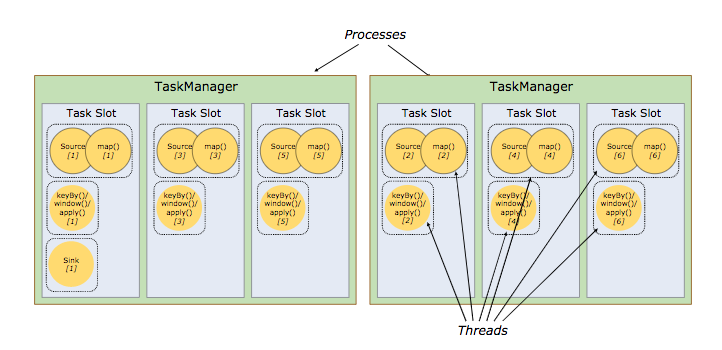 Processes
TaskManager
Task Slot
Source
[1]
map()
[1]
keyBy()/
window()/
apply()
[1]
Sink
[1]
Task Slot
Source
[3]
map()
[3]
keyBy()/
window()/
apply()
[3]
Task Slot
Source
[5]
map()
[5]
keyBy()/
window()/
apply()
[5]
TaskManager
Task Slot
Source
[2]
map()
[2]
keyBy()/
window()/
apply()
[2]
Task Slot
Source
[4]
map()
[4]
keyBy()/
window()/
apply()
[4]
Task Slot
Source
[6]
map()
[6]
keyBy()/
window()/
apply()
[6]
Threads